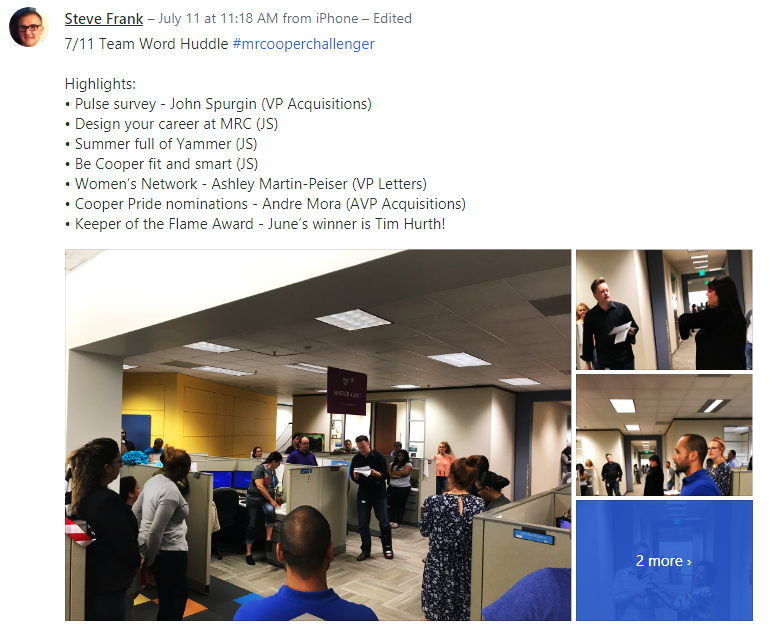 Steve Frank – July 11 at 11:18 AM from iPhone – Edited
7/11 Team Word Huddle #mrcooperchallenger
Highlights:
• Pulse survey - John Spurgin (VP Acquisitions)
• Design your career at MRC (JS)
• Summer full of Yammer (JS)
• Be Cooper fit and smart (JS)
• Women’s Network - Ashley Martin-Peiser (VP Letters)
• Cooper Pride nominations - Andre Mora (AVP Acquisitions)
• Keeper of the Flame Award - June’s winner is Tim Hurth!
2 more ›